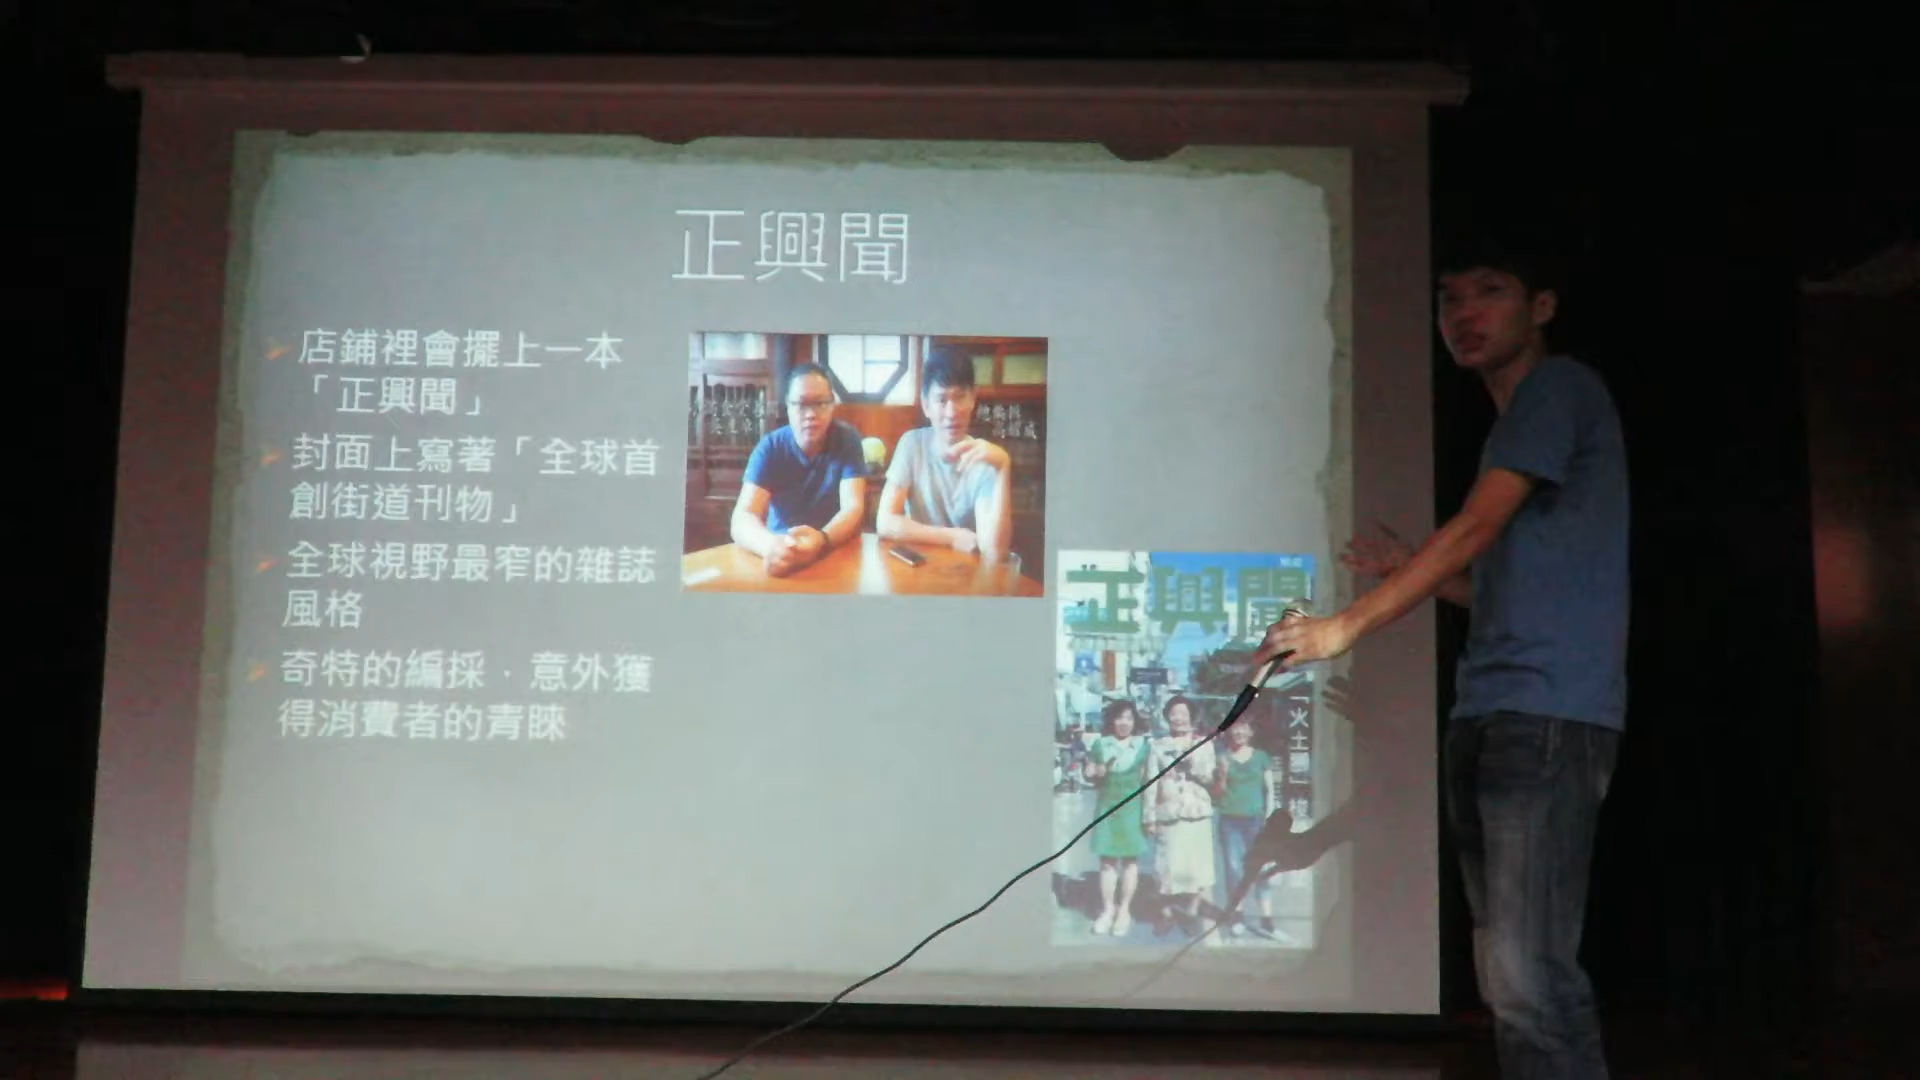 正興聞
店鋪裡會擺上一本
「正興聞」
封面上寫著「全球首
創街道刊物」
全球視野最窄的雜誌
風格
奇特的編採．意外獲
得消費者的青睞
正興聞